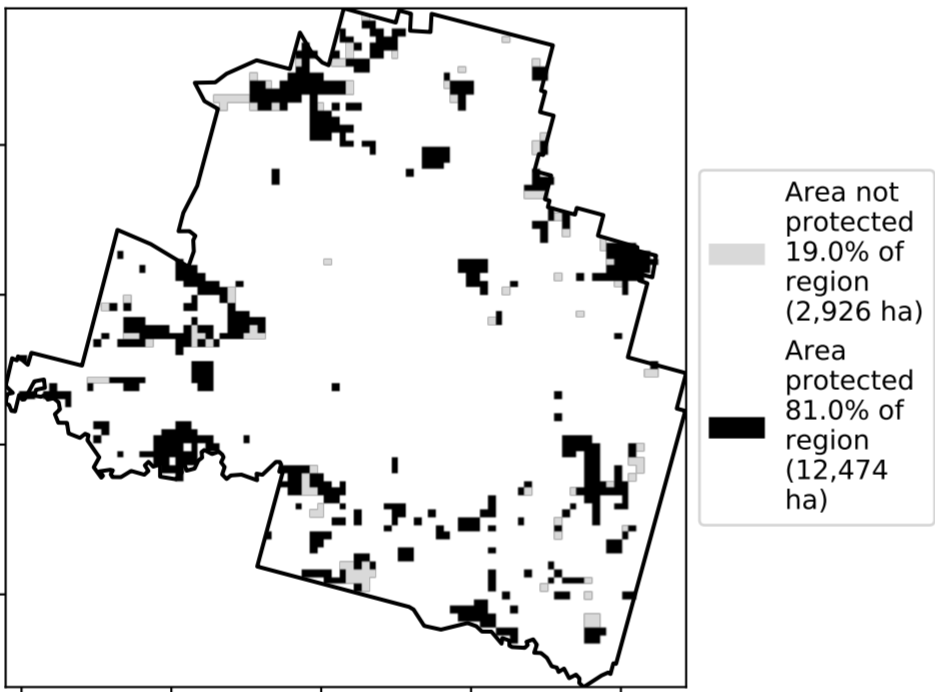 Area not
protected
19.0% of
region
(2,926 ha)
Area
protected
81.0% of
region
(12,474
ha)